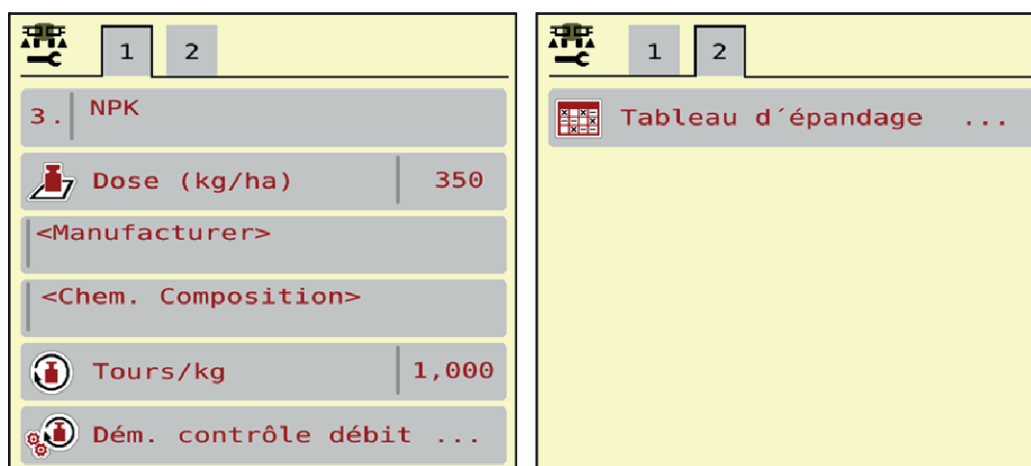 1 2
3. NPK
Dose (kg/ha) 350
<Manufacturer>
<Chem. Composition>
Tours/kg 1,000
Dém. contrôle débit ...
1 2
Tableau d´épandage ...